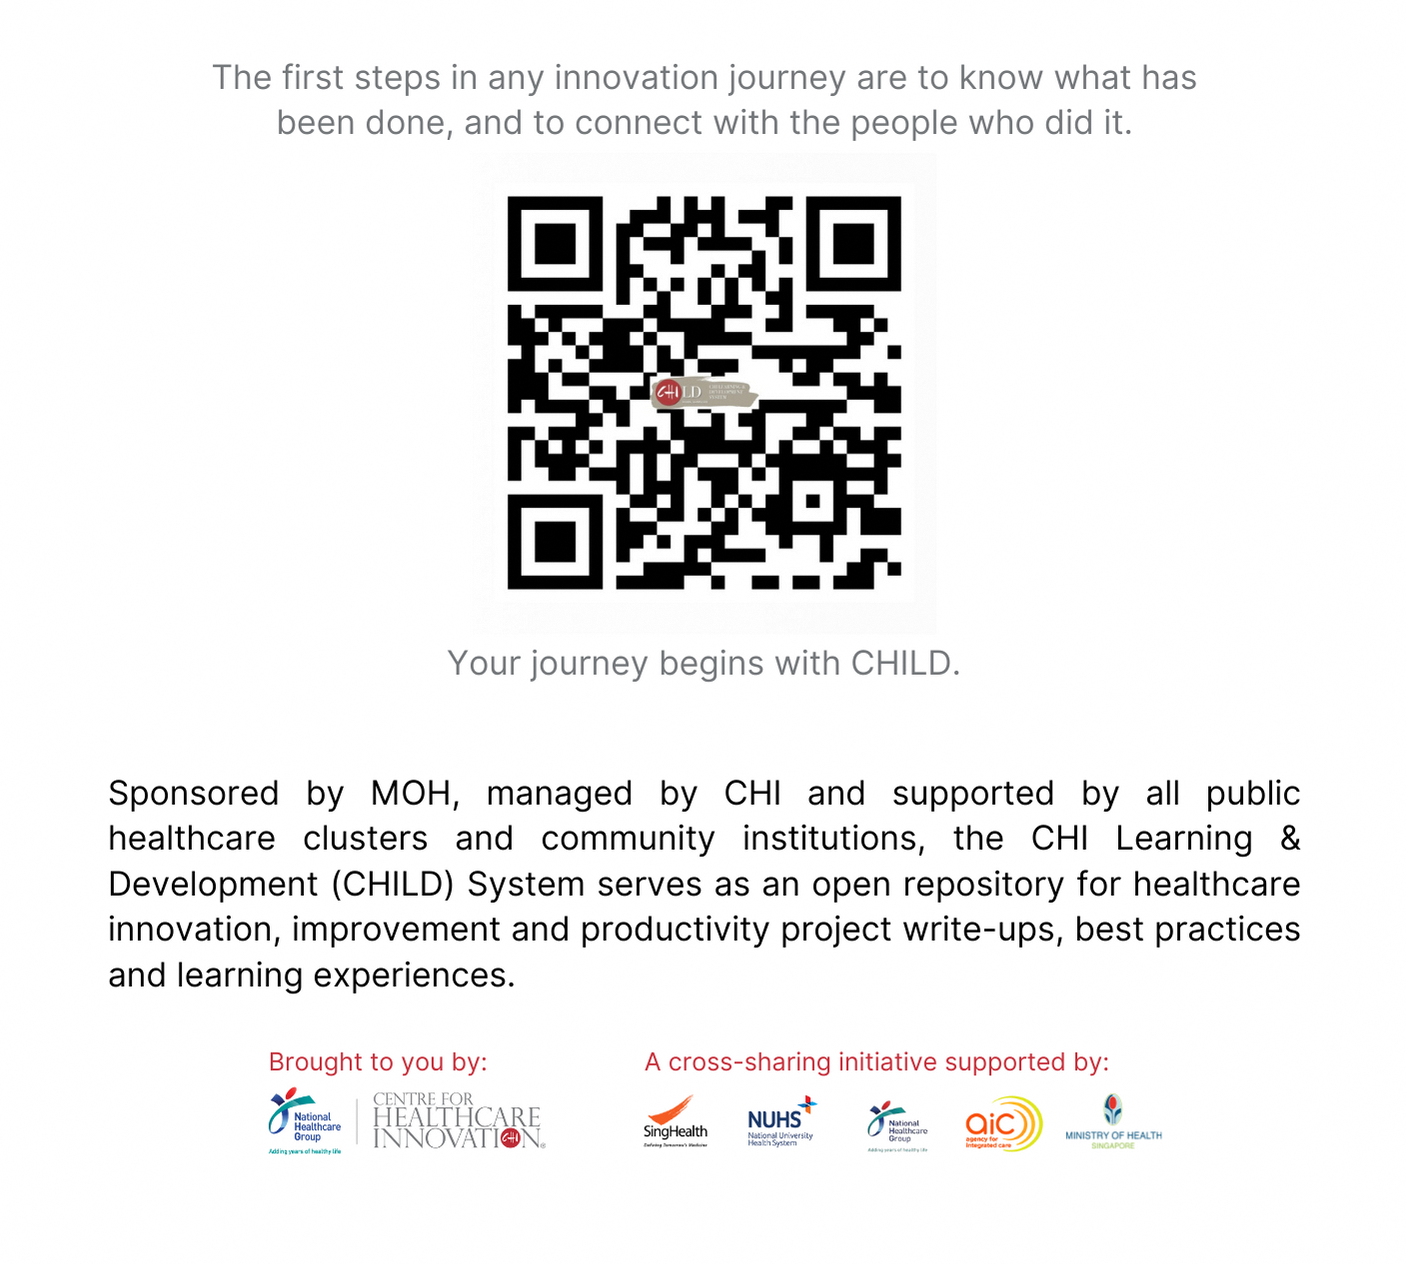 The first steps in any innovation journey are to know what has
been done, and to connect with the people who did it.
CHILD
Your journey begins with CHILD.
Sponsored by MOH, managed by CHI and supported by all public
healthcare clusters and community institutions, the CHI Learning &
Development (CHILD) System serves as an open repository for healthcare
innovation, improvement and productivity project write-ups, best practices
and learning experiences.
Brought to you by:
National
Healthcare
Group
Adding years of healthy life
CENTRE FOR
HEALTHCARE
INNOVATION
CHI
A cross-sharing initiative supported by:
SingHealth
Defining Tomorrow's Medicine
NUHS
National University
Health System
National
Healthcare
Group
Adding years of healthy life
aic
agency for
integrated care
MINISTRY OF HEALTH
SINGAPORE